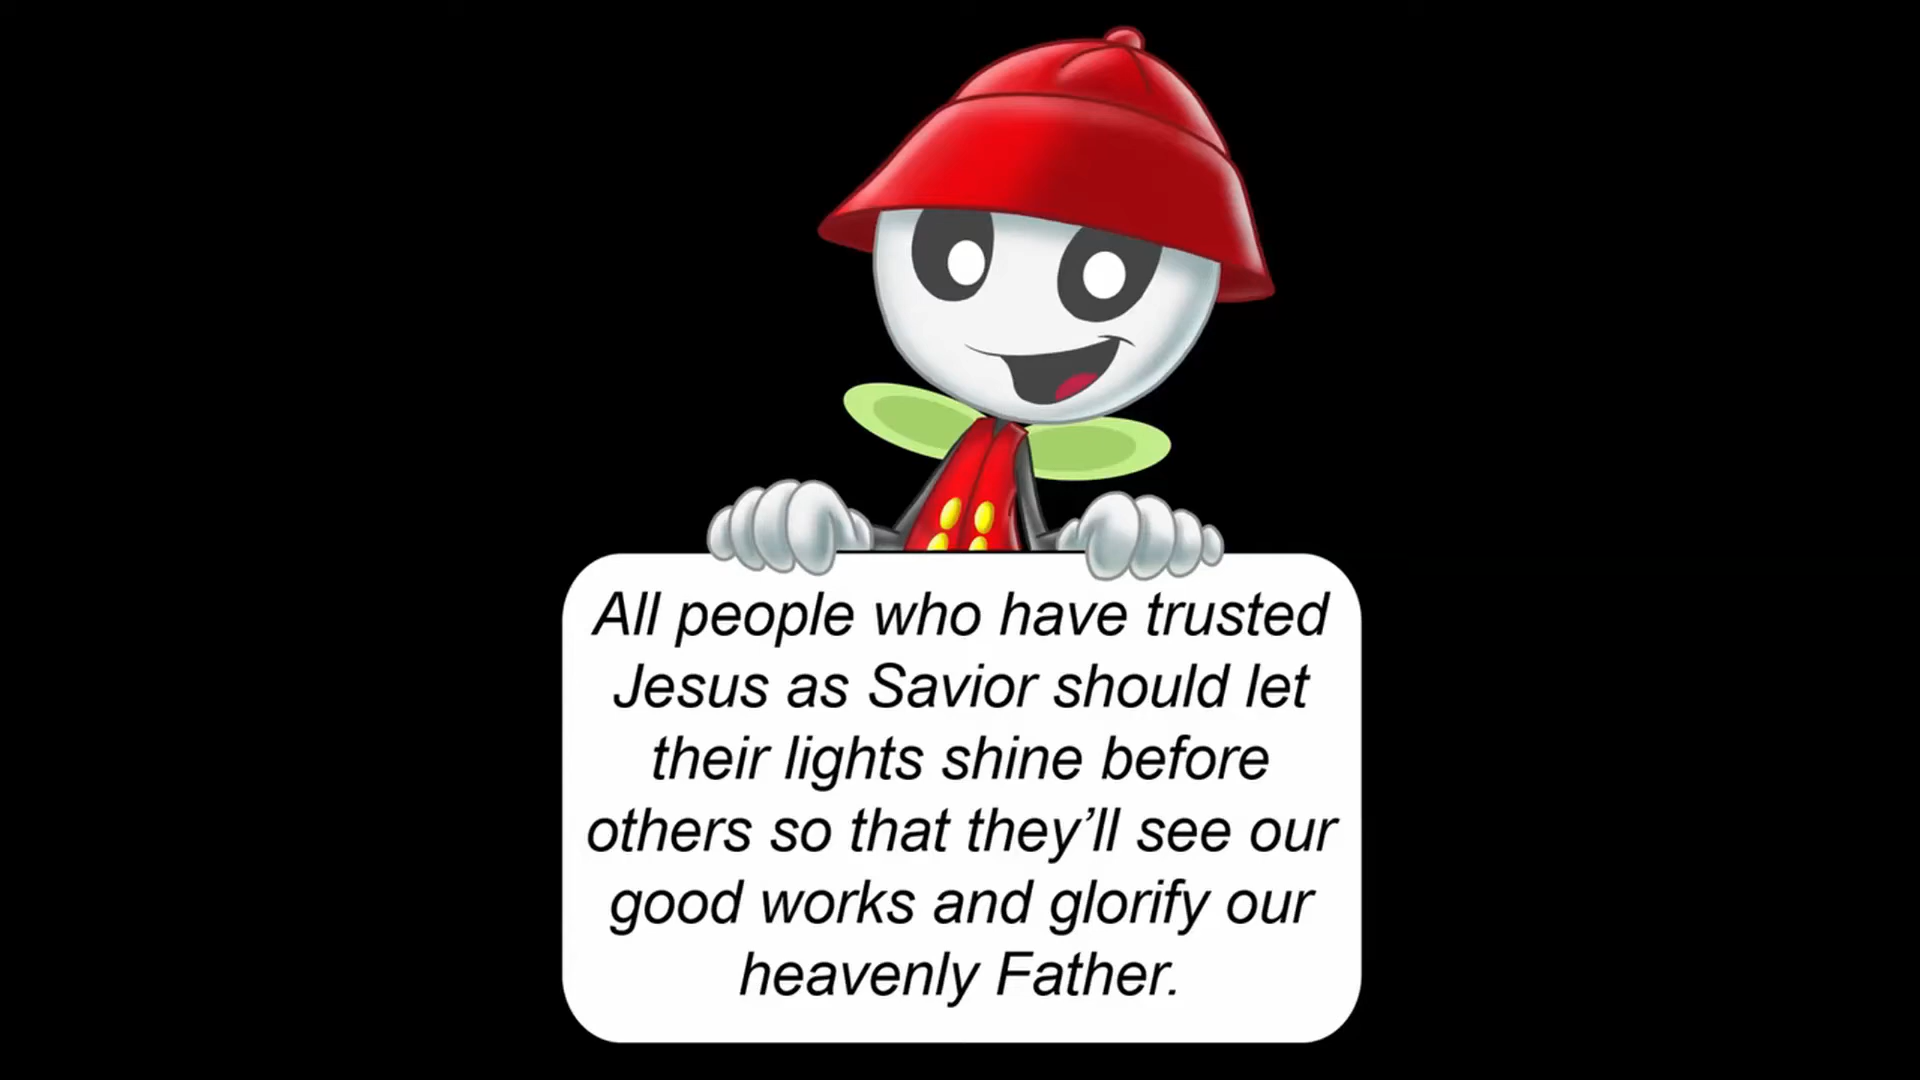 All people who have trusted
Jesus as Savior should let
their lights shine before
others so that they’ll see our
good works and glorify our
heavenly Father.